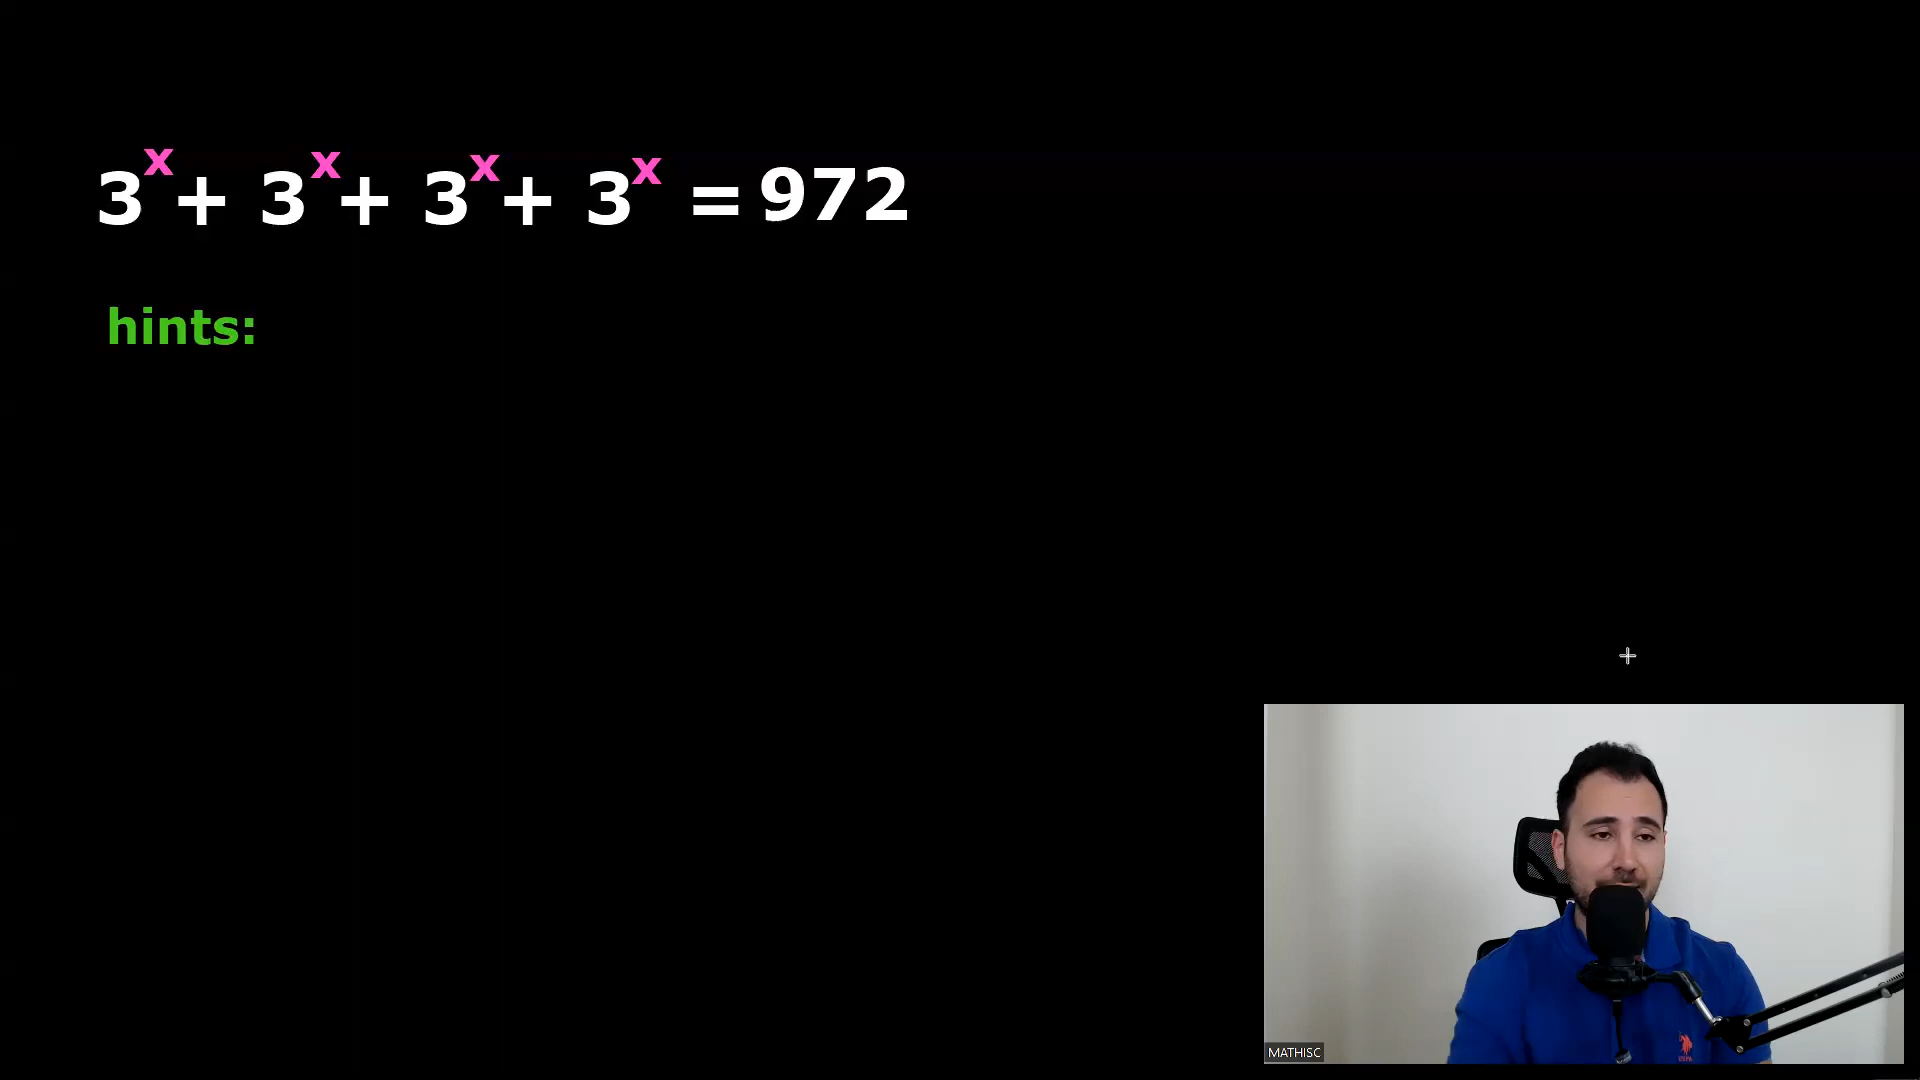 3^x + 3^x + 3^x + 3^x = 972
hints:
MATHISC